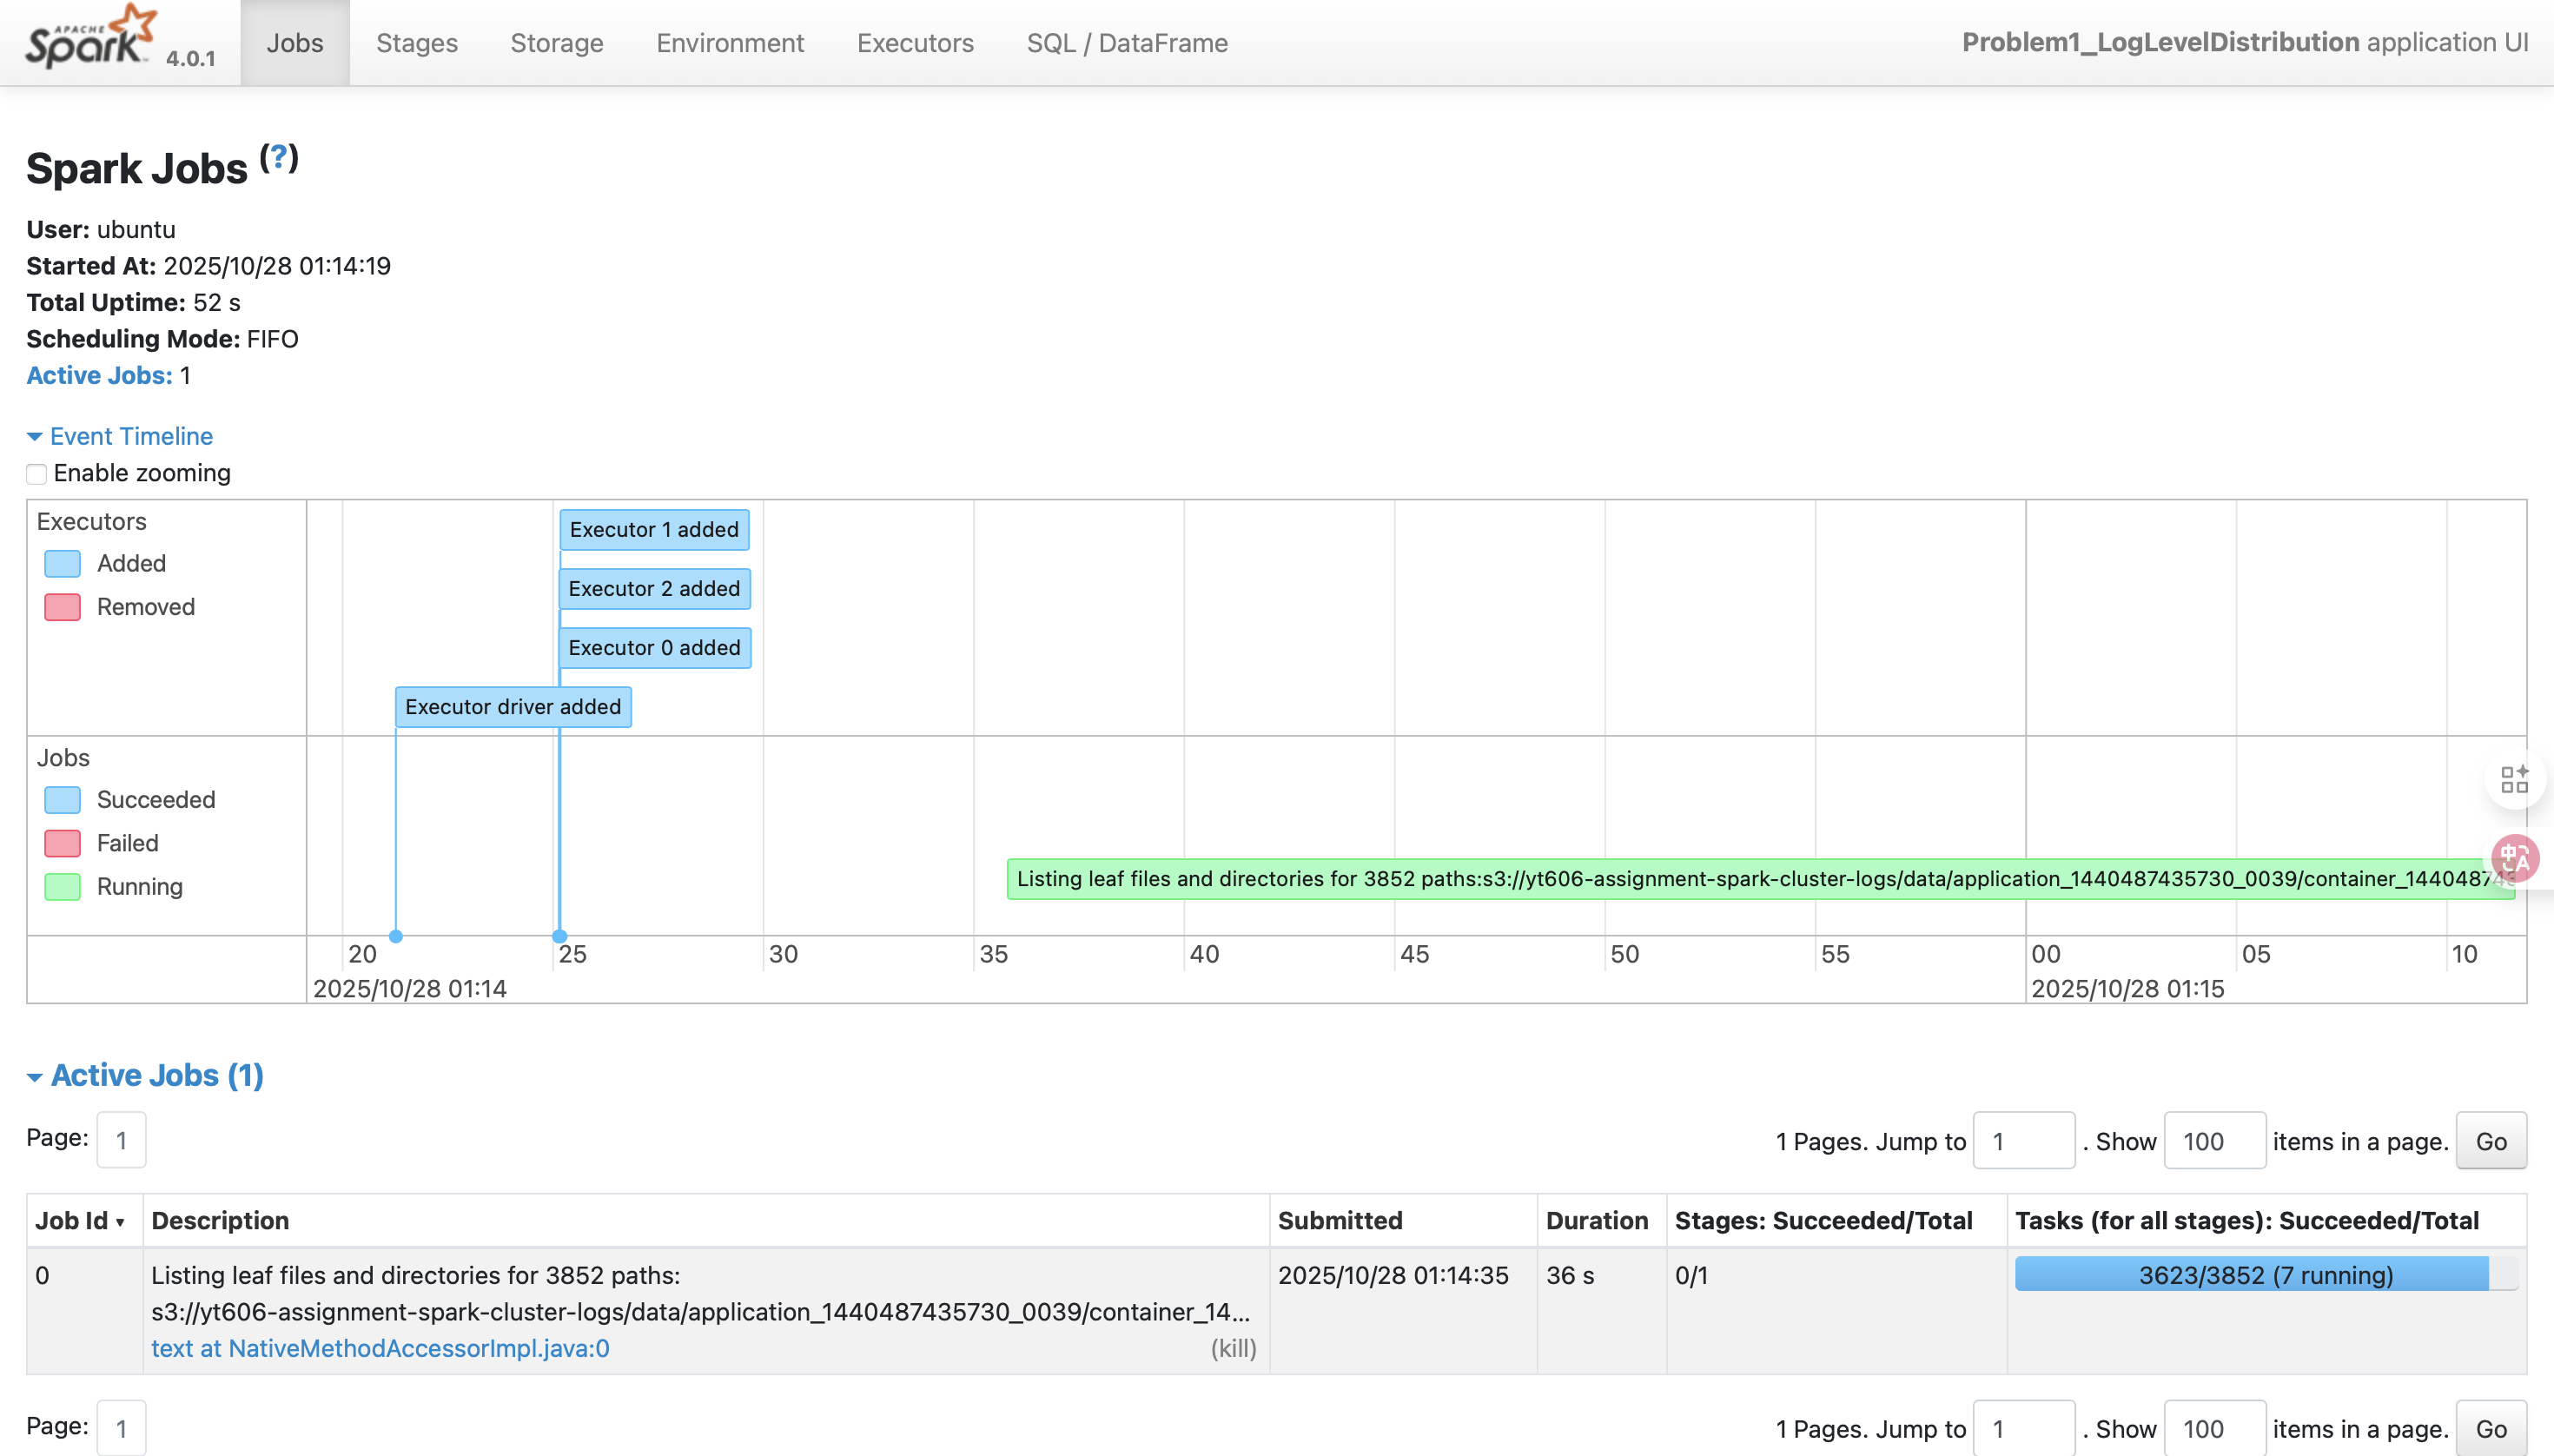 APACHE
Spark 4.0.1 Jobs Stages Storage Environment Executors SQL / DataFrame Problem1_LogLevelDistribution application UI
Spark Jobs (?)
User: ubuntu
Started At: 2025/10/28 01:14:19
Total Uptime: 52 s
Scheduling Mode: FIFO
Active Jobs: 1
Event Timeline
Enable zooming
Executors
Added
Removed
Executor 1 added
Executor 2 added
Executor 0 added
Executor driver added
Jobs
Succeeded
Failed
Running
Listing leaf files and directories for 3852 paths:s3://yt606-assignment-spark-cluster-logs/data/application_1440487435730_0039/container_1440487
中A
20 25 30 35 40 45 50 55 00 05 10
2025/10/28 01:14 2025/10/28 01:15
Active Jobs (1)
Page: 1 1 Pages. Jump to 1 . Show 100 items in a page. Go
Job Id ▾ Description Submitted Duration Stages: Succeeded/Total Tasks (for all stages): Succeeded/Total
0 Listing leaf files and directories for 3852 paths: 2025/10/28 01:14:35 36 s 0/1 3623/3852 (7 running)
s3://yt606-assignment-spark-cluster-logs/data/application_1440487435730_0039/container_14...
text at NativeMethodAccessorImpl.java:0 (kill)
Page: 1 1 Pages. Jump to 1 . Show 100 items in a page. Go